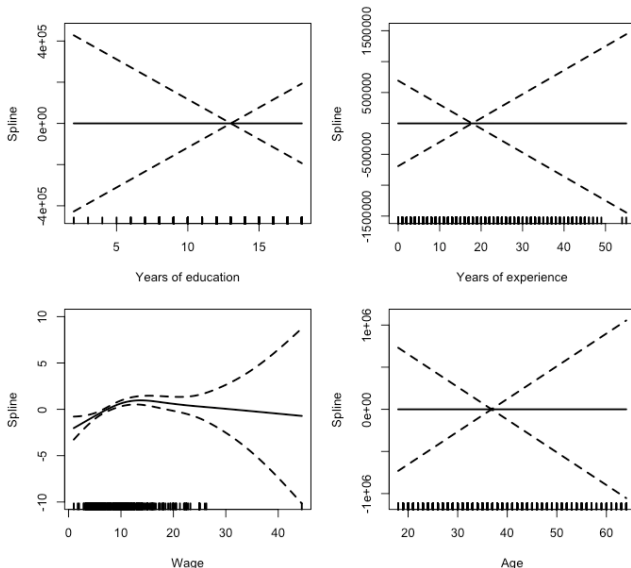 4e+05
0e+00
-4e+05
Spline
5 10 15
Years of education
1500000
500000
-500000
-1500000
Spline
0 10 20 30 40 50
Years of experience
10
5
0
-5
-10
Spline
0 10 20 30 40
Wage
1e+06
0e+00
-1e+06
Spline
20 30 40 50 60
Age